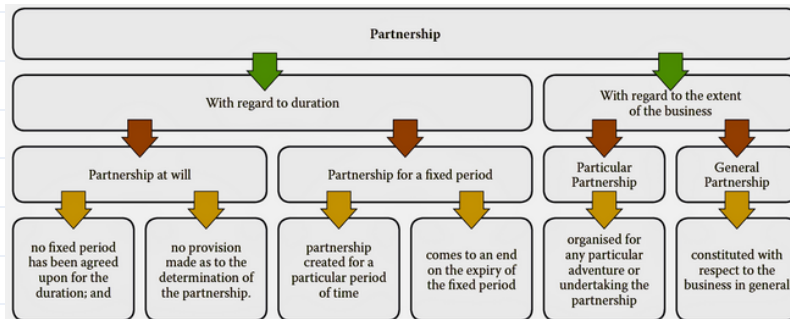 Partnership
With regard to duration
With regard to the extent
of the business
Partnership at will
Partnership for a fixed period
Particular
Partnership
General
Partnership
no fixed period
has been agreed
upon for the
duration; and
no provision
made as to the
determination of
the partnership.
partnership
created for a
particular period
of time
comes to an end
on the expiry of
the fixed period
organised for
any particular
adventure or
undertaking the
partnership
constituted with
respect to the
business in general